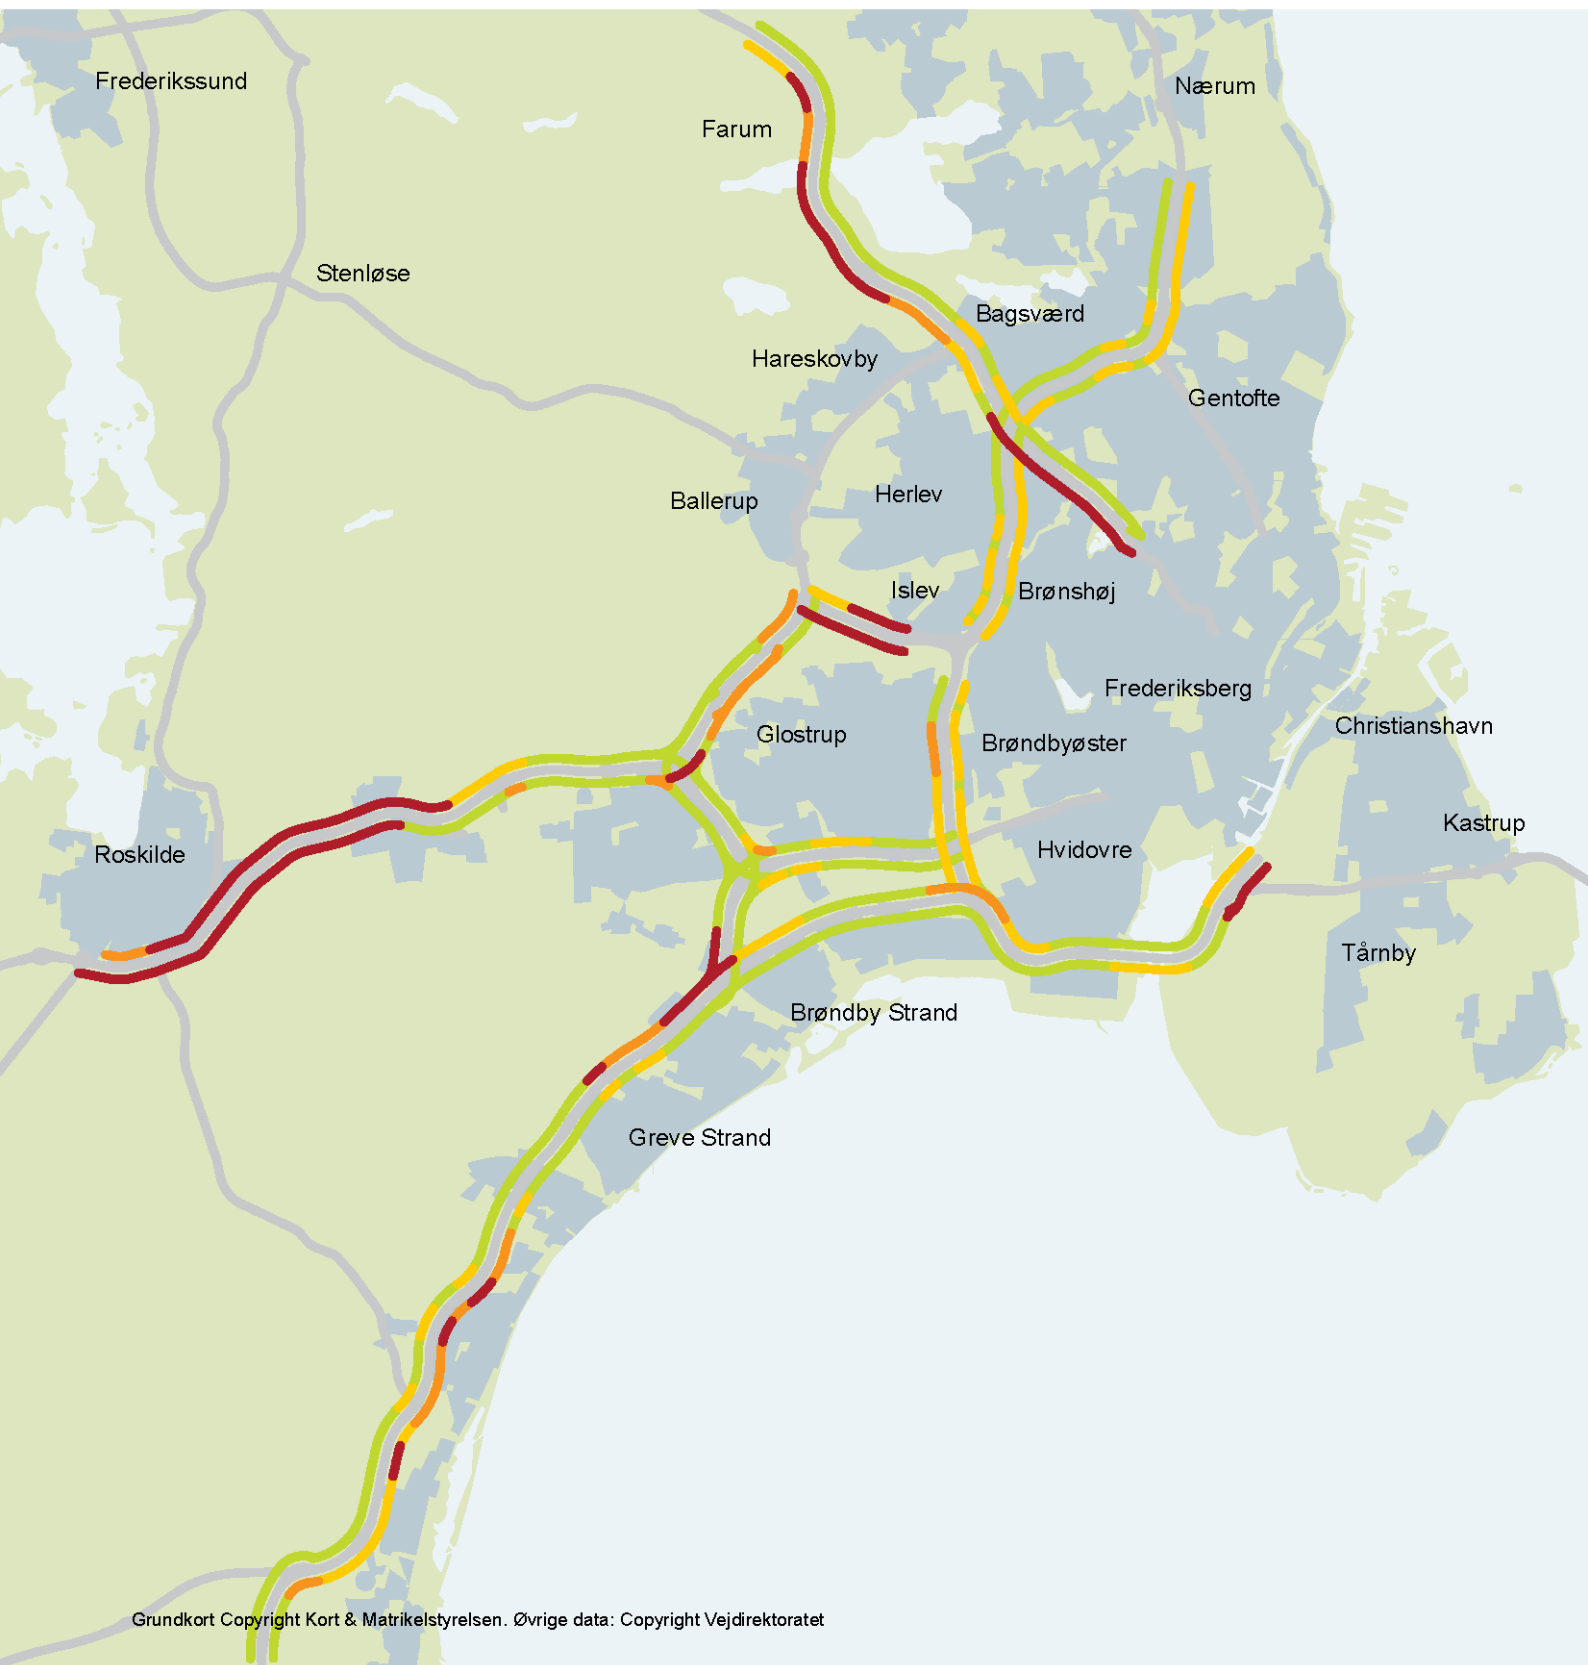 Frederikssund
Nærum
Farum
Stenløse
Bagsværd
Hareskovby
Gentofte
Ballerup
Herlev
Islev
Brønshøj
Frederiksberg
Christianshavn
Glostrup
Brøndbyøster
Kastrup
Roskilde
Hvidovre
Tårnby
Brøndby Strand
Greve Strand
Grundkort Copyright Kort & Matrikelstyrelsen. Øvrige data: Copyright Vejdirektoratet